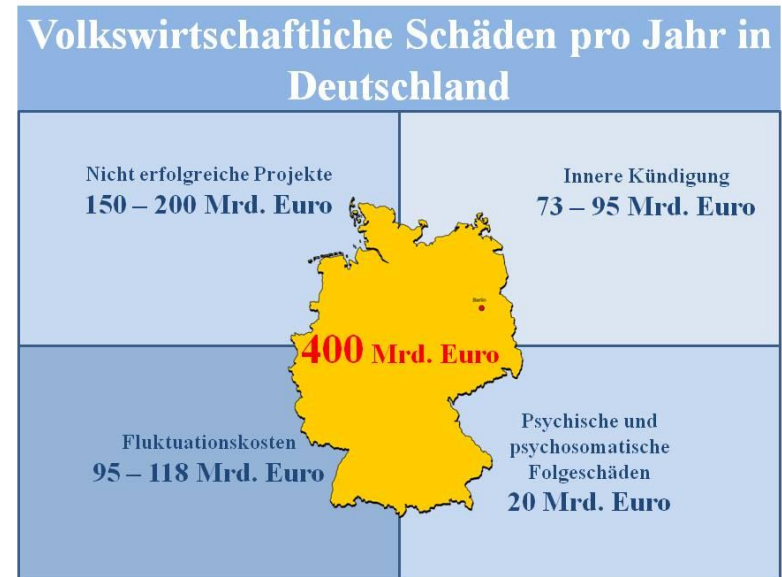 Volkswirtschaftliche Schäden pro Jahr in
Deutschland
Nicht erfolgreiche Projekte
150 – 200 Mrd. Euro
Innere Kündigung
73 – 95 Mrd. Euro
Berlin
400 Mrd. Euro
Fluktuationskosten
95 – 118 Mrd. Euro
Psychische und
psychosomatische
Folgeschäden
20 Mrd. Euro